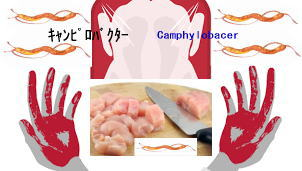 ｷｬﾝﾋﾟﾛﾊﾞｸﾀｰ Camphylobacer